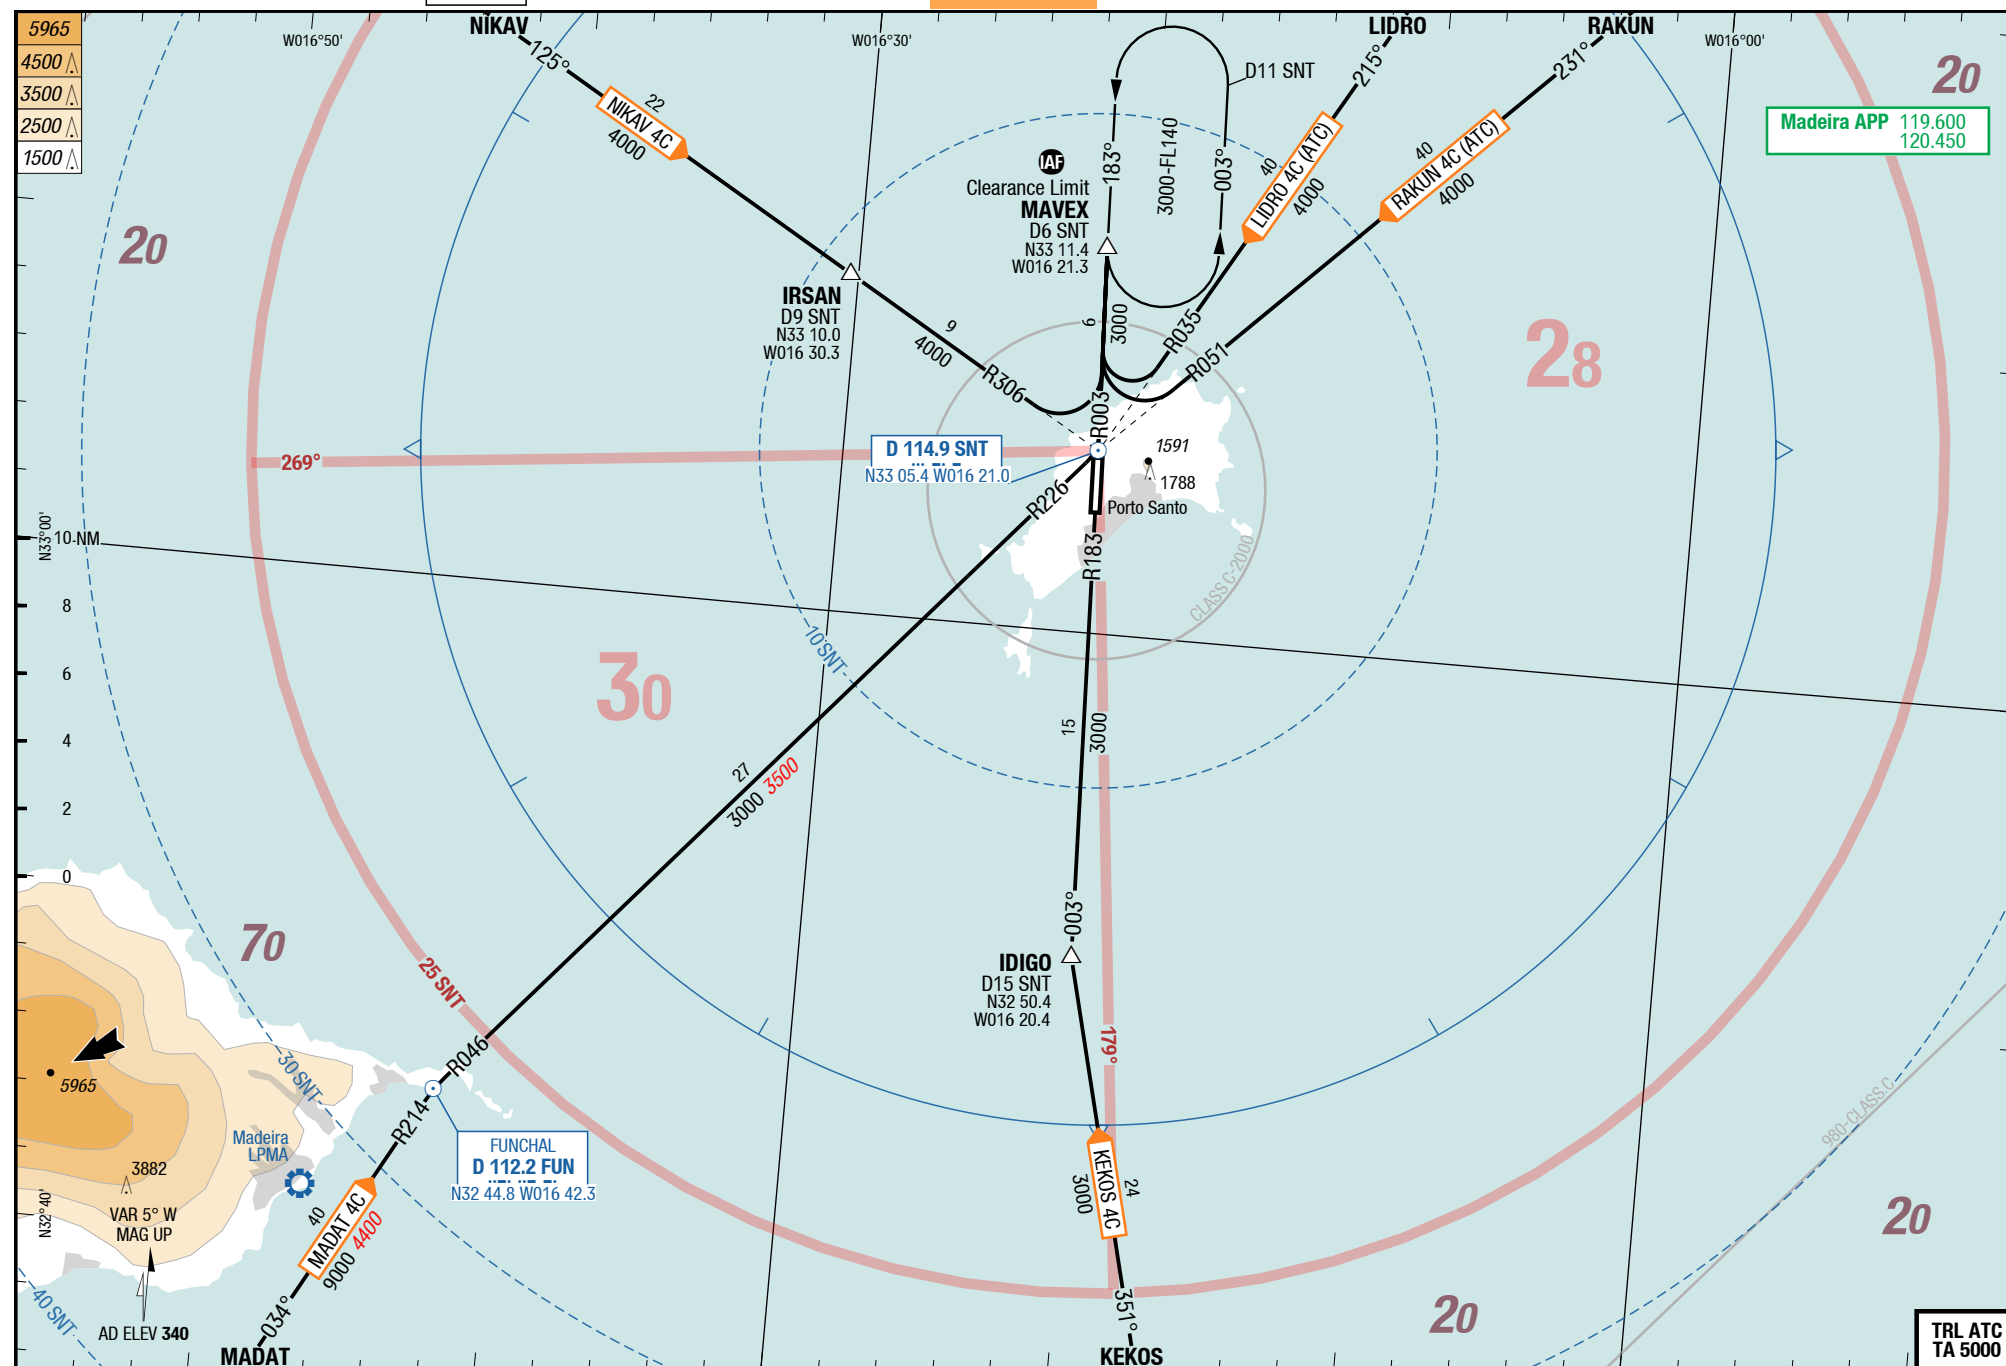 5965
4500
3500
2500
1500
W016°50'
NIKAV
125°
22
NIKAV 4C
4000
W016°30'
D11 SNT
LIDRO
215°
RAKUN
231°
W016°00'
20
Madeira APP 119.600
120.450
20
IAF
Clearance Limit
MAVEX
D6 SNT
N33 11.4
W016 21.3
183°
3000-FL140
003°
40
LIDRO 4C (ATC)
4000
40
RAKUN 4C (ATC)
4000
IRSAN
D9 SNT
N33 10.0
W016 30.3
9
4000
R306
6
3000
R035
R051
R003
28
269°
D 114.9 SNT
N33 05.4 W016 21.0
1591
1788
Porto Santo
R226
R183
CLASS C-2000
N33°00'
10 NM
8
6
4
2
0
10 SNT
30
15
3000
27
3000 3500
003°
IDIGO
D15 SNT
N32 50.4
W016 20.4
70
25 SNT
179°
5965
30 SNT
R046
R214
Madeira
LPMA
FUNCHAL
D 112.2 FUN
N32 44.8 W016 42.3
980-CLASS C
3882
VAR 5° W
MAG UP
N32°40'
40
MADAT 4C
9000 4400
KEKOS 4C
24
3000
20
40 SNT
AD ELEV 340
034°
MADAT
351°
KEKOS
20
TRL ATC
TA 5000